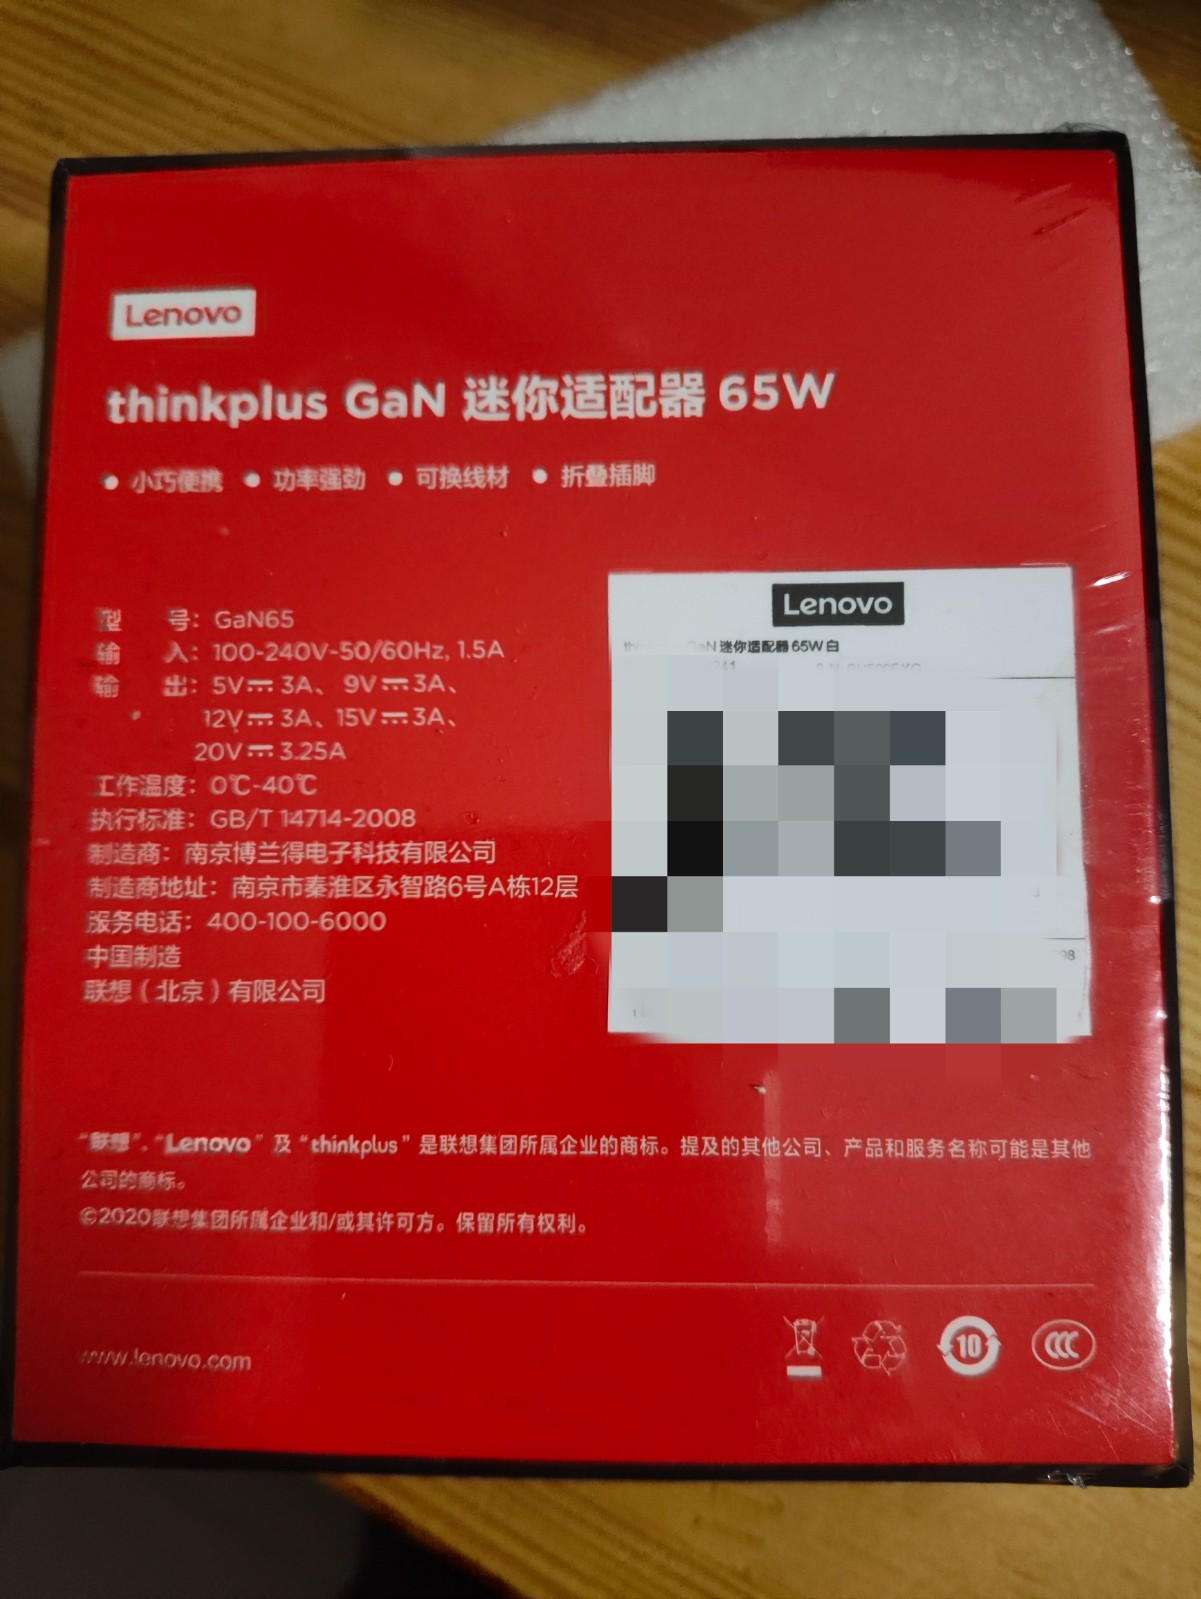 Lenovo
thinkplus GaN 迷你适配器 65W
• 小巧便携 • 功率强劲 • 可换线材 • 折叠插脚
型 号：GaN65
输 入：100-240V-50/60Hz, 1.5A
输 出：5V⎓3A、9V⎓3A、
12V⎓3A、15V⎓3A、
20V⎓3.25A
工作温度：0℃-40℃
执行标准：GB/T 14714-2008
制造商：南京博兰得电子科技有限公司
制造商地址：南京市秦淮区永智路6号A栋12层
服务电话：400-100-6000
中国制造
联想（北京）有限公司
Lenovo
GaN 迷你适配器 65W 白
"联想"、"Lenovo" 及 "thinkplus" 是联想集团所属企业的商标。提及的其他公司、产品和服务名称可能是其他
公司的商标。
©2020联想集团所属企业和/或其许可方。保留所有权利。
www.lenovo.com
10
CCC